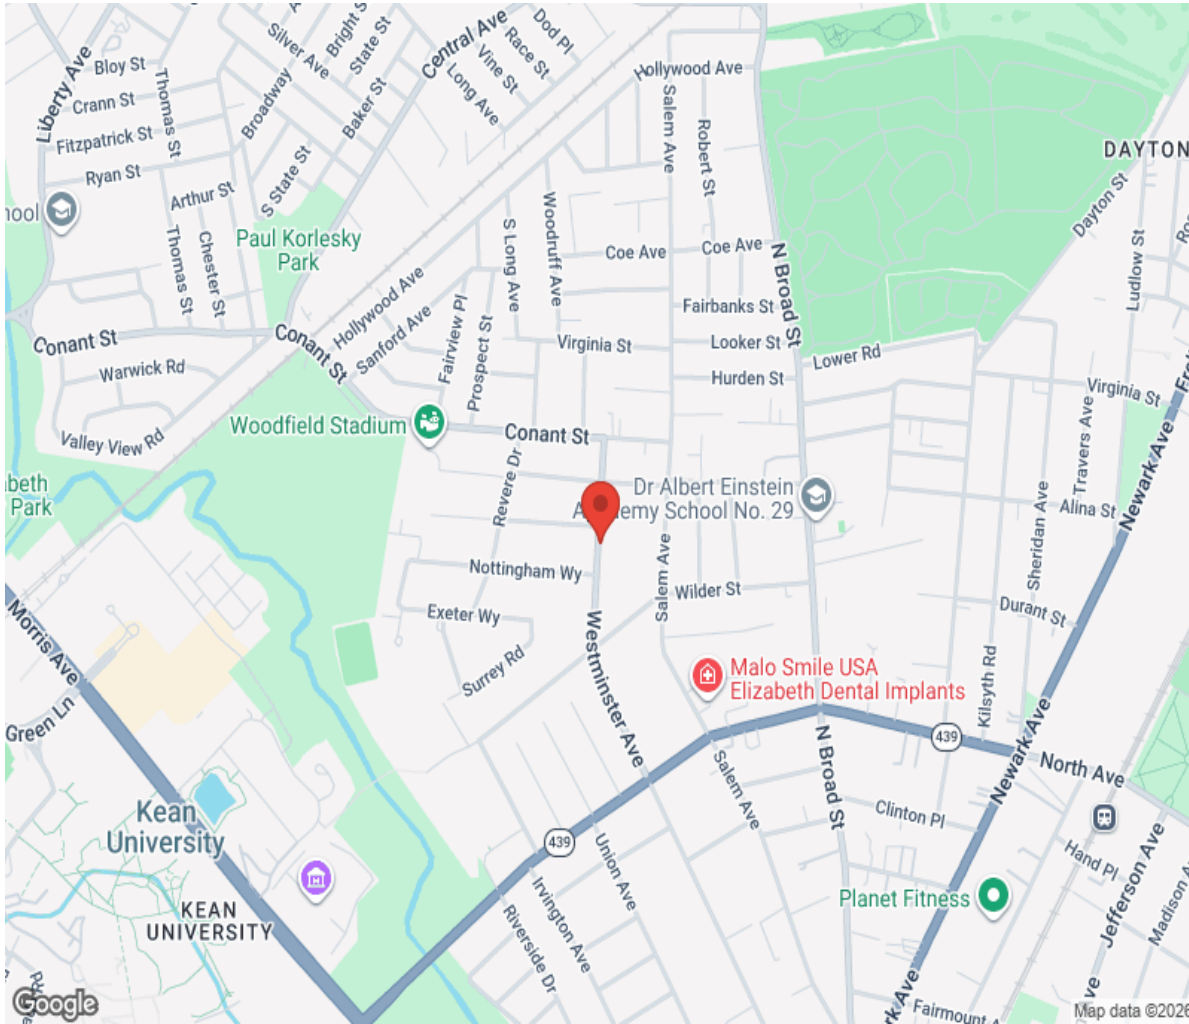 Liberty Ave
Bloy St
Crann St
Fitzpatrick St
Ryan St
Thomas St
Silver Ave
Bright St
State St
Broadway
Baker St
S State St
Central Ave
Dod Pl
Race St
Vine St
Long Ave
Hollywood Ave
Salem Ave
Robert St
DAYTON
Dayton St
Ludlow St
hool
Arthur St
Chester St
Thomas St
Paul Korlesky
Park
S Long Ave
Woodruff Ave
Coe Ave
Coe Ave
N Broad St
Hollywood Ave
Sanford Ave
Fairview Pl
Prospect St
Fairbanks St
Looker St
Lower Rd
Hurden St
Virginia St
Virginia St
Conant St
Conant St
Warwick Rd
Valley View Rd
Woodfield Stadium
Conant St
Revere Dr
Travers Ave
Newark Ave
abeth
Park
Dr Albert Einstein
Academy School No. 29
Alina St
Sheridan Ave
Nottingham Wy
Exeter Wy
Surrey Rd
Salem Ave
Wilder St
Durant St
Morris Ave
Green Ln
Westminster Ave
Malo Smile USA
Elizabeth Dental Implants
Kilsyth Rd
Newark Ave
439
North Ave
N Broad St
Salem Ave
Clinton Pl
Hand Pl
Kean
University
439
Union Ave
Irvington Ave
Riverside Dr
KEAN
UNIVERSITY
Planet Fitness
Jefferson Ave
Madison A
ark Ave
Fairmount A
ve
Google
Map data ©2026